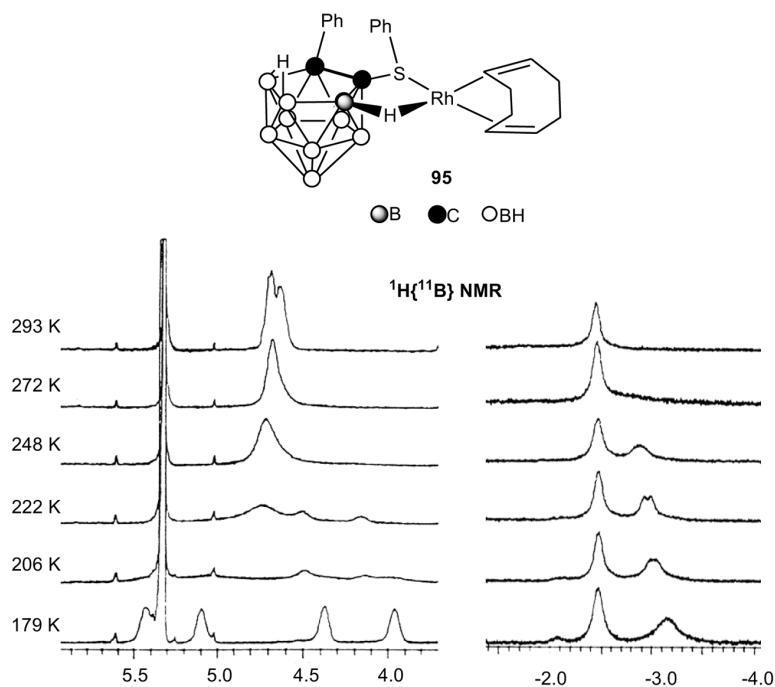 Ph
Ph
H
S
H
Rh
95
B C BH
¹H{¹¹B} NMR
293 K
272 K
248 K
222 K
206 K
179 K
5.5 5.0 4.5 4.0 -2.0 -3.0 -4.0